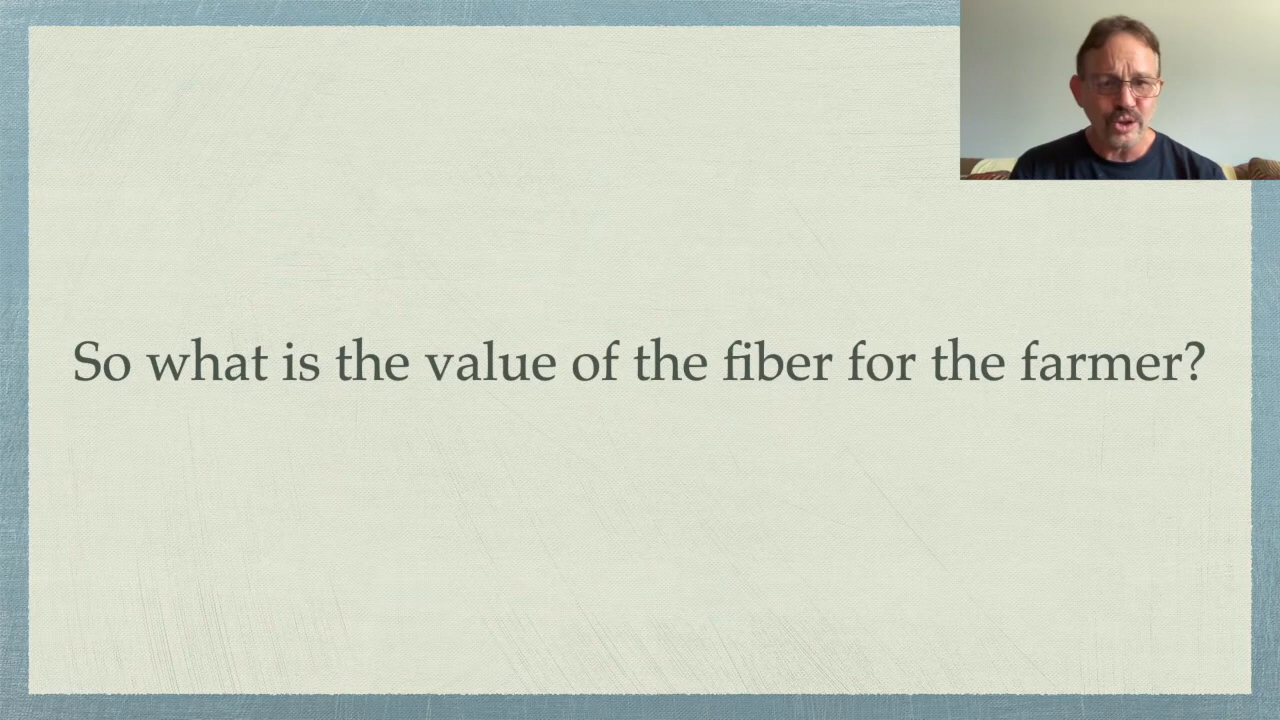 So what is the value of the fiber for the farmer?